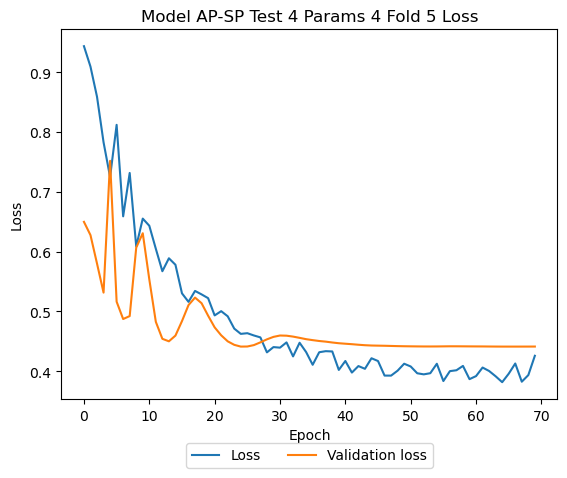 Model AP-SP Test 4 Params 4 Fold 5 Loss
Loss
0.9
0.8
0.7
0.6
0.5
0.4
0 10 20 30 40 50 60 70
Epoch
Loss Validation loss